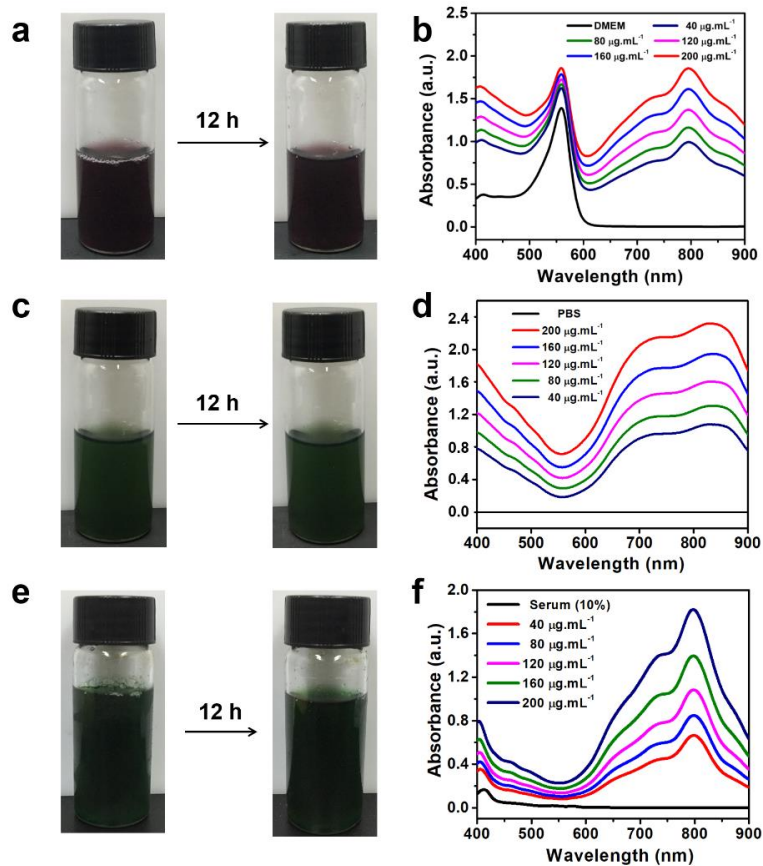 a
12 h
b
DMEM
40 μg.mL⁻¹
80 μg.mL⁻¹
120 μg.mL⁻¹
160 μg.mL⁻¹
200 μg.mL⁻¹
Absorbance (a.u.)
2.5
2.0
1.5
1.0
0.5
0.0
400 500 600 700 800 900
Wavelength (nm)
c
12 h
d
PBS
200 μg.mL⁻¹
160 μg.mL⁻¹
120 μg.mL⁻¹
80 μg.mL⁻¹
40 μg.mL⁻¹
Absorbance (a.u.)
2.4
2.0
1.6
1.2
0.8
0.4
0.0
400 500 600 700 800 900
Wavelength (nm)
e
12 h
f
Serum (10%)
40 μg.mL⁻¹
80 μg.mL⁻¹
120 μg.mL⁻¹
160 μg.mL⁻¹
200 μg.mL⁻¹
Absorbance (a.u.)
2.0
1.6
1.2
0.8
0.4
0.0
400 500 600 700 800 900
Wavelength (nm)